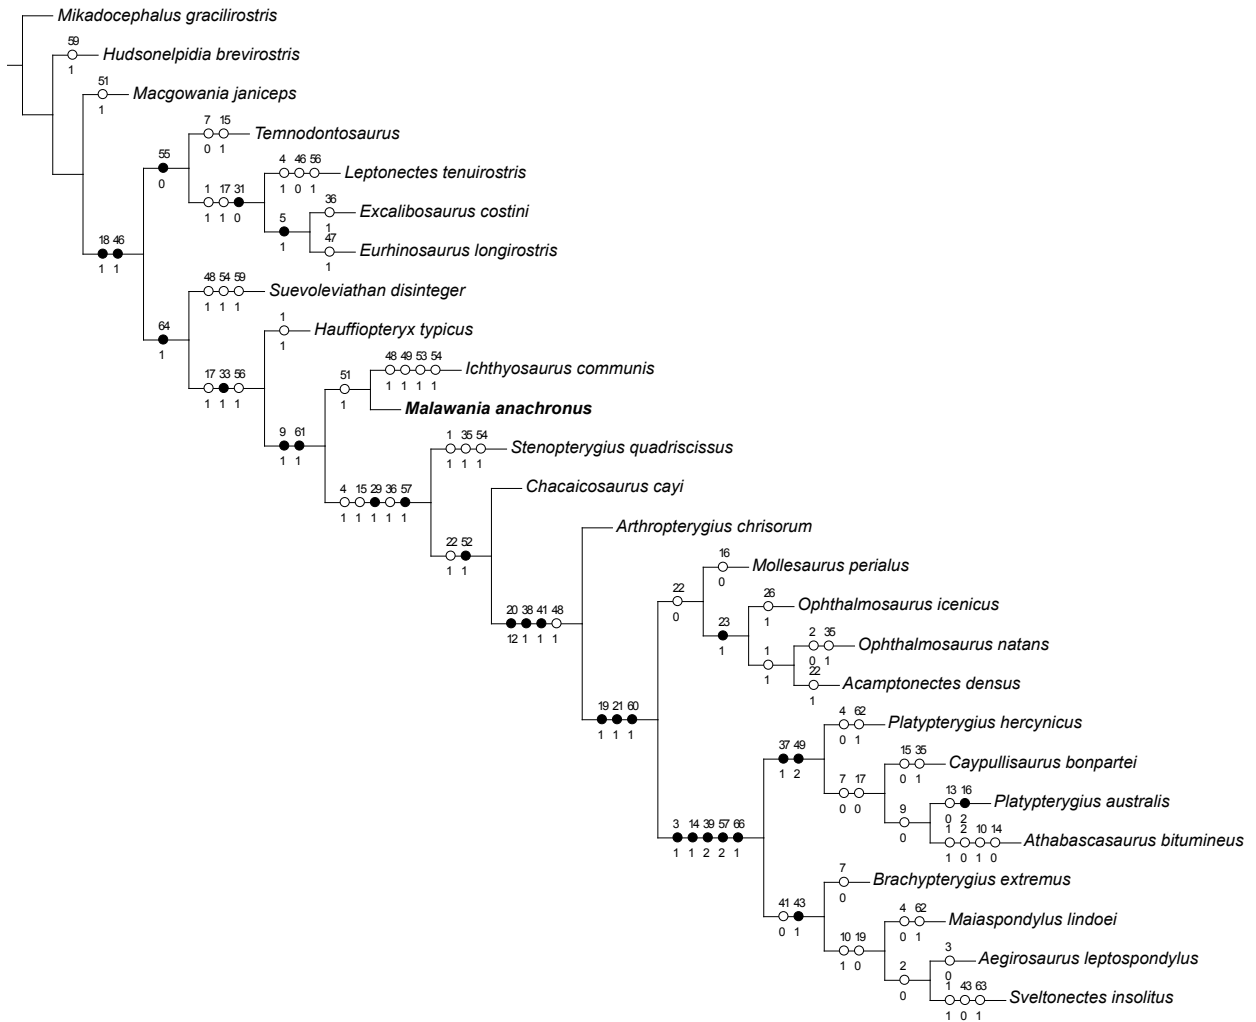 Mikadocephalus gracilirostris
59
Hudsonelpidia brevirostris
1
51
Macgowania janiceps
1
7 15
Temnodontosaurus
0 1
55
0
4 46 56
Leptonectes tenuirostris
1 0 1
1 17 31
1 1 0
36
Excalibosaurus costini
1
5
1
47
Eurhinosaurus longirostris
1
18 46
1 1
48 54 59
Suevoleviathan disinteger
1 1 1
64
1
1
Hauffiopteryx typicus
1
17 33 56
1 1 1
48 49 53 54
Ichthyosaurus communis
1 1 1 1
51
1
Malawania anachronus
9 61
1 1
1 35 54
Stenopterygius quadriscissus
1 1 1
4 15 29 36 57
1 1 1 1 1
Chacaicosaurus cayi
22 52
1 1
Arthropterygius chrisorum
20 38 41 48
12 1 1 1
16
Mollesaurus perialus
0
22
0
26
Ophthalmosaurus icenicus
1
23
1
2 35
Ophthalmosaurus natans
0 1
1
1
22
Acamptonectes densus
1
19 21 60
1 1 1
4 62
Platypterygius hercynicus
0 1
37 49
1 2
15 35
Caypullisaurus bonpartei
0 1
7 17
0 0
13 16
Platypterygius australis
0 2
9
0
1 2 10 14
Athabascasaurus bitumineus
1 0 1 0
3 14 39 57 66
1 1 2 2 1
7
Brachypterygius extremus
0
41 43
0 1
4 62
Maiaspondylus lindoei
0 1
10 19
1 0
3
Aegirosaurus leptospondylus
0
2
0
1 43 63
Sveltonectes insolitus
1 0 1